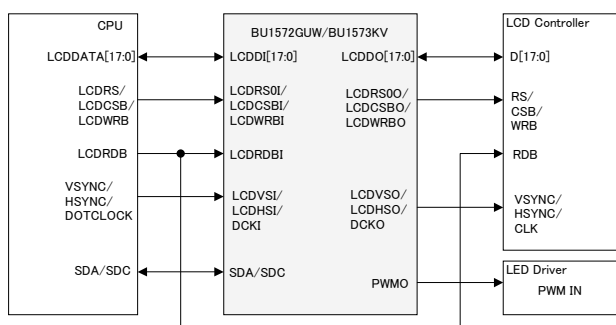 CPU
LCDDATA[17:0]
LCDRS/
LCDCSB/
LCDWRB
LCDRDB
VSYNC/
HSYNC/
DOTCLOCK
SDA/SDC
BU1572GUW/BU1573KV
LCDDI[17:0]
LCDDO[17:0]
LCDRS0I/
LCDCSBI/
LCDWRBI
LCDRS0O/
LCDCSBO/
LCDWRBO
LCDRDBI
LCDVSI/
LCDHSI/
DCKI
LCDVSO/
LCDHSO/
DCKO
SDA/SDC
PWMO
LCD Controller
D[17:0]
RS/
CSB/
WRB
RDB
VSYNC/
HSYNC/
CLK
LED Driver
PWM IN